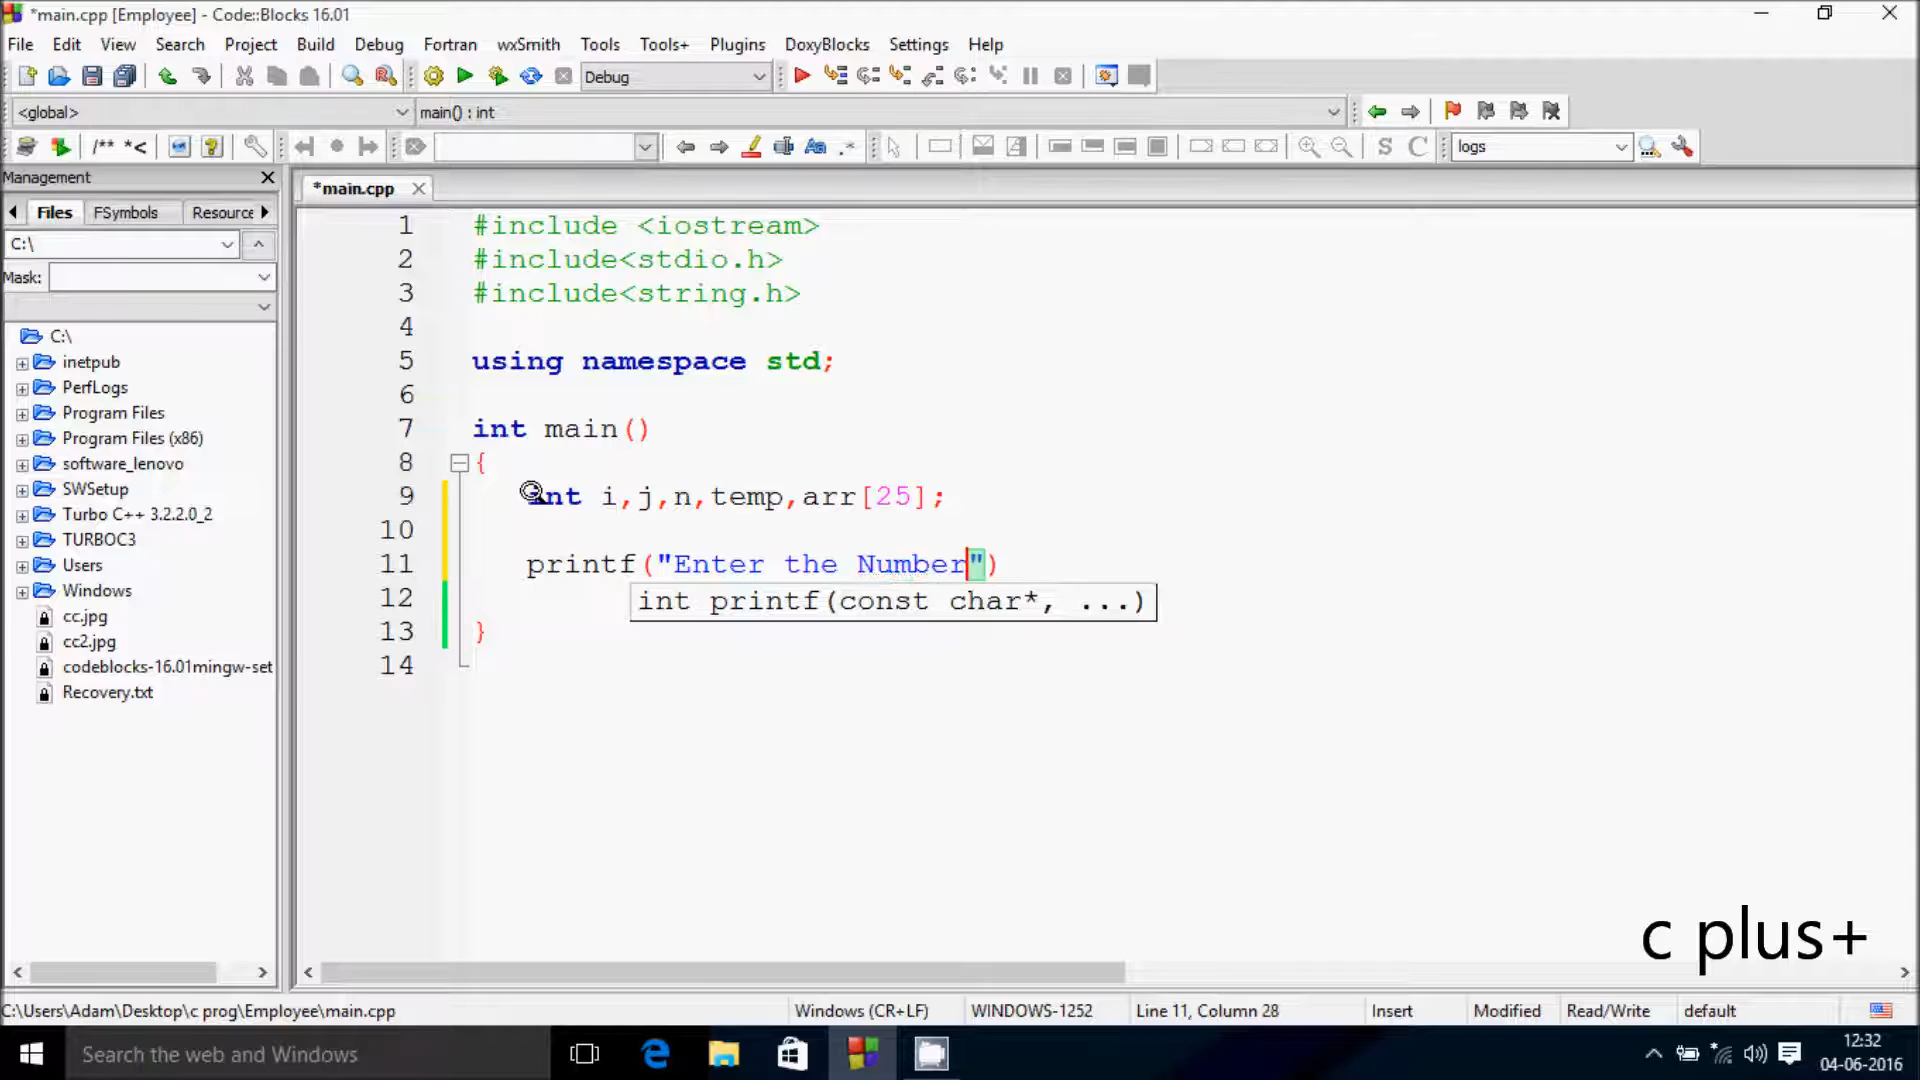 *main.cpp [Employee] - Code::Blocks 16.01
File Edit View Search Project Build Debug Fortran wxSmith Tools Tools+ Plugins DoxyBlocks Settings Help
Debug
<global> main() : int
/** *< Aa .* S C logs
Management
Files FSymbols Resource
*main.cpp
C:\
Mask:
C:\
inetpub
PerfLogs
Program Files
Program Files (x86)
software_lenovo
SWSetup
Turbo C++ 3.2.2.0_2
TURBOC3
Users
Windows
cc.jpg
cc2.jpg
codeblocks-16.01mingw-set
Recovery.txt
1 #include <iostream>
2 #include<stdio.h>
3 #include<string.h>
4
5 using namespace std;
6
7 int main()
8 {
9 int i,j,n,temp,arr[25];
10
11 printf("Enter the Number")
int printf(const char*, ...)
12
13 }
14
c plus+
C:\Users\Adam\Desktop\c prog\Employee\main.cpp Windows (CR+LF) WINDOWS-1252 Line 11, Column 28 Insert Modified Read/Write default
Search the web and Windows
12:32
04-06-2016